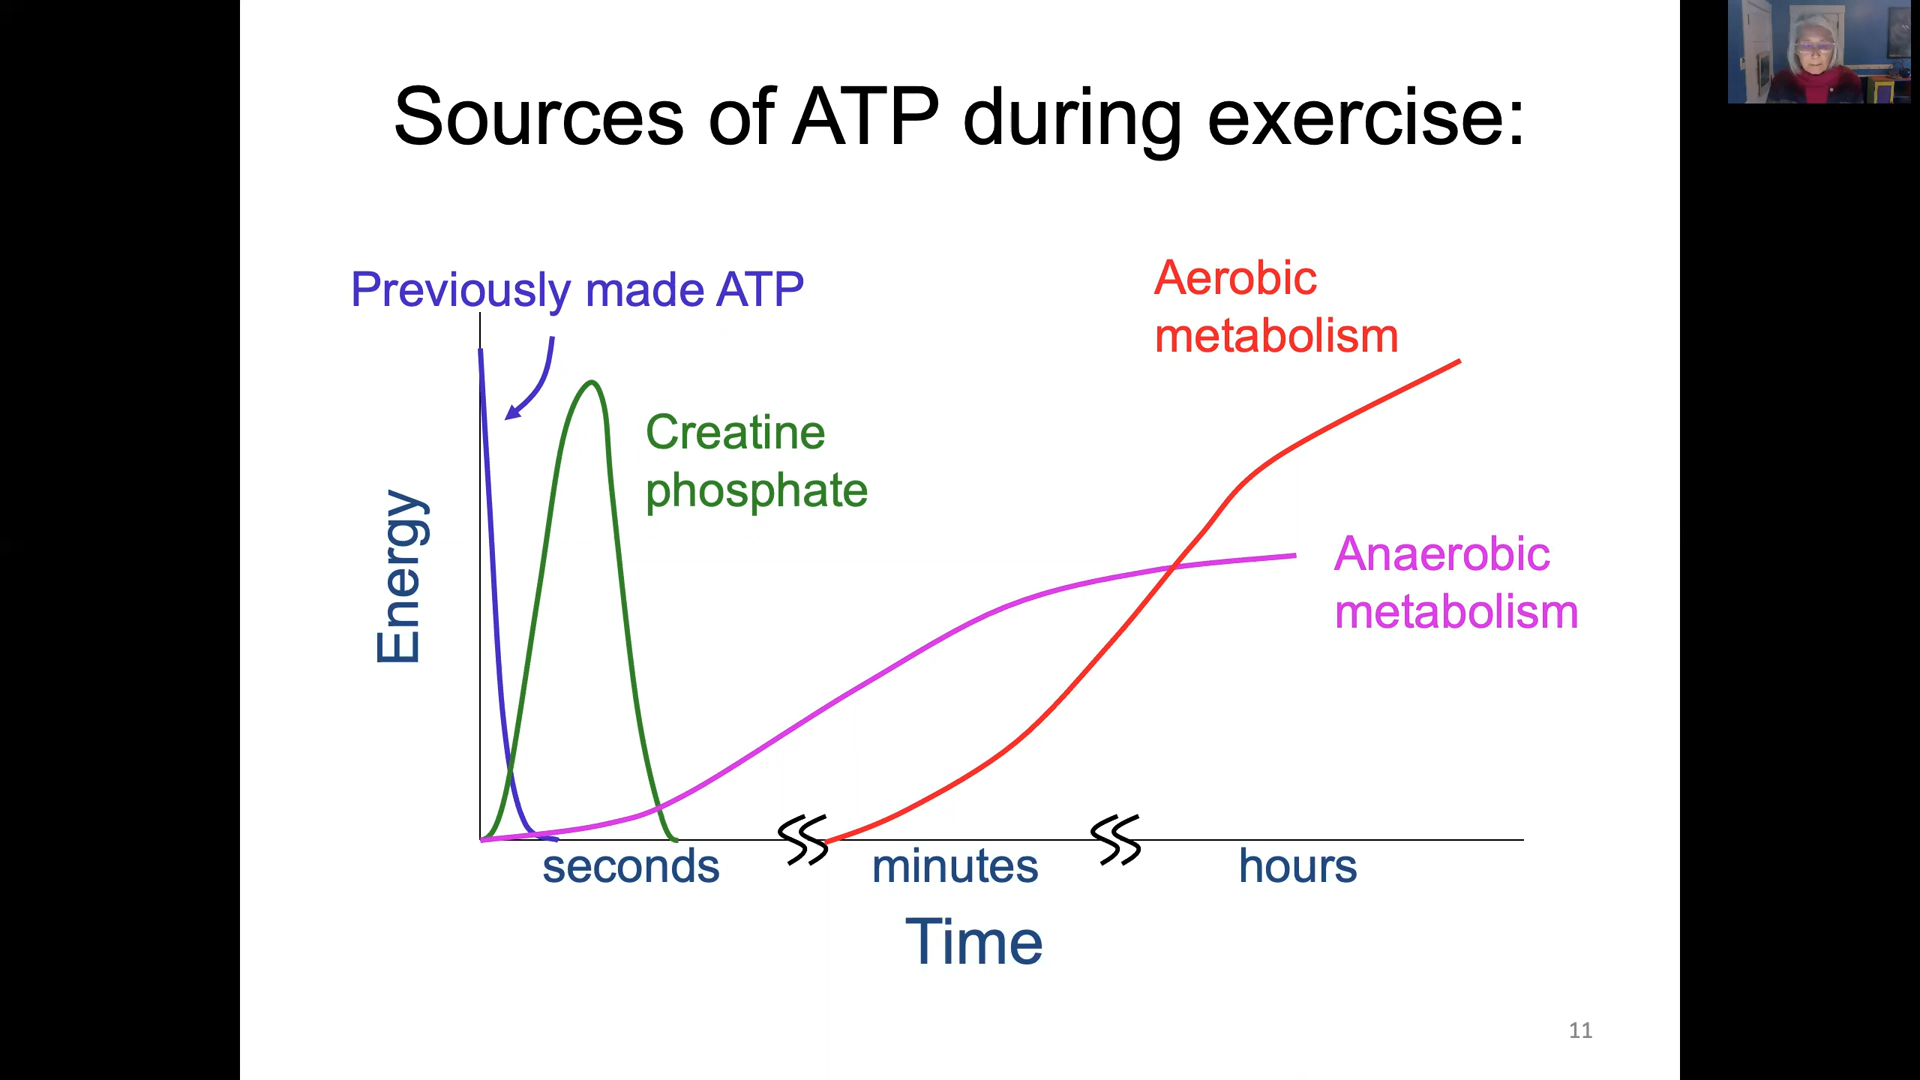 Sources of ATP during exercise:
Previously made ATP
Aerobic
metabolism
Creatine
phosphate
Energy
Anaerobic
metabolism
seconds
minutes
hours
Time
11